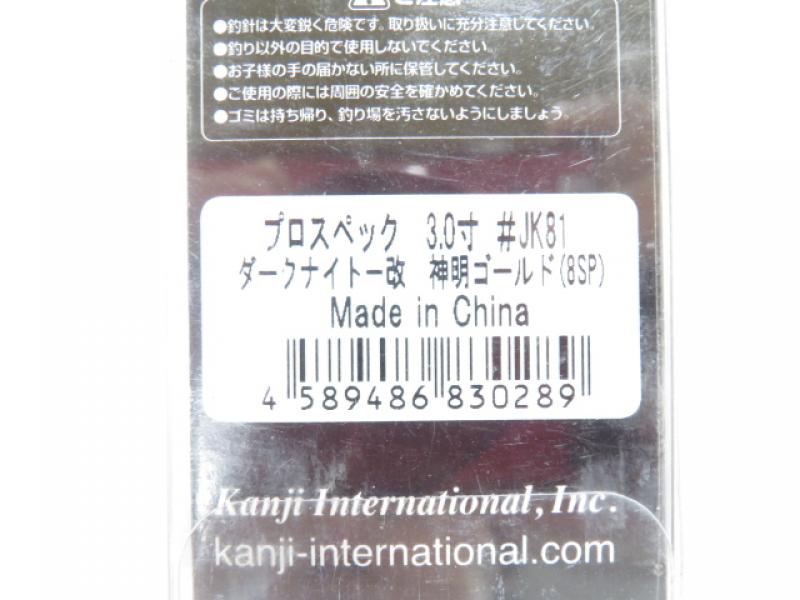 ご注意
●釣針は大変鋭く危険です。取り扱いに充分注意してください。
●釣り以外の目的で使用しないでください。
●お子様の手の届かない所に保管してください。
●ご使用の際には周囲の安全を確かめてください。
●ゴミは持ち帰り、釣り場を汚さないようにしましょう。
プロスペック 3.0寸 #JK81
ダークナイトー改 神明ゴールド(8SP)
Made in China
4 589486 830289
Kanji International, Inc.
kanji-international.com